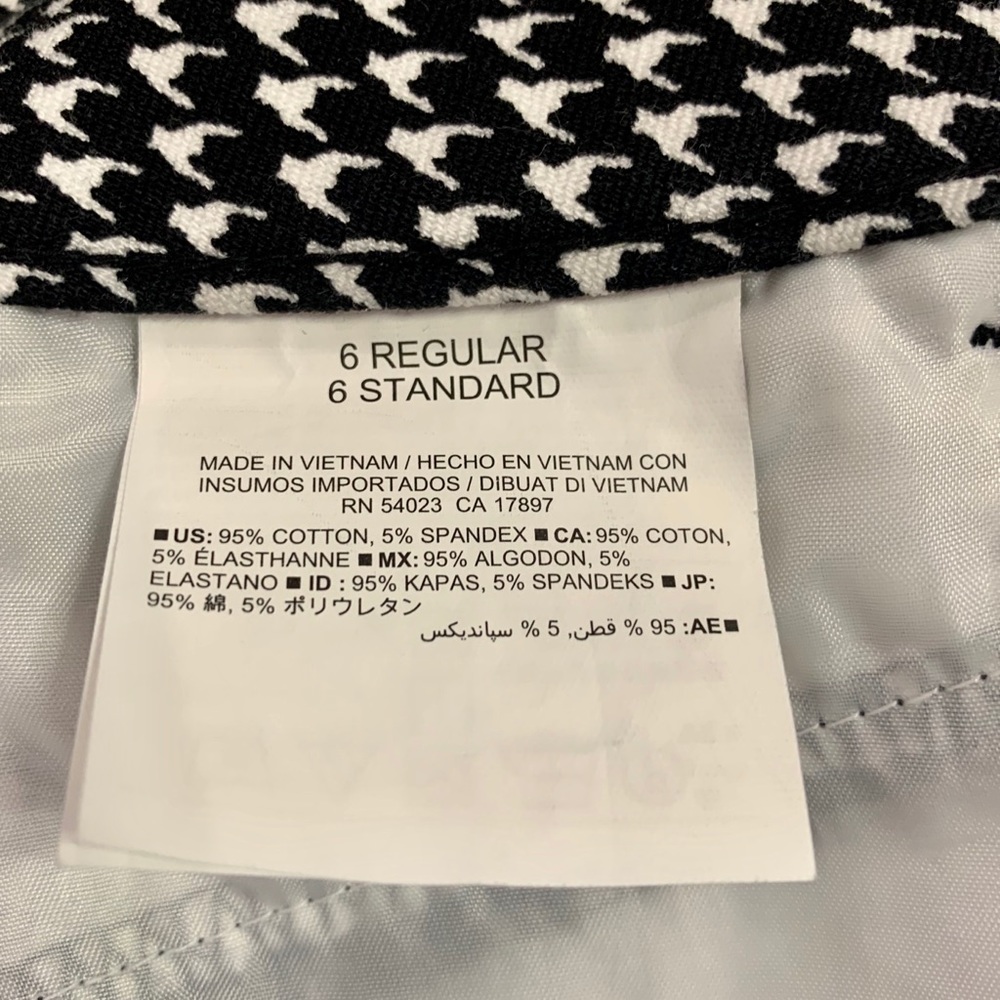 6 REGULAR
6 STANDARD
MADE IN VIETNAM / HECHO EN VIETNAM CON
INSUMOS IMPORTADOS / DIBUAT DI VIETNAM
RN 54023 CA 17897
■ US: 95% COTTON, 5% SPANDEX ■ CA: 95% COTON,
5% ÉLASTHANNE ■ MX: 95% ALGODON, 5%
ELASTANO ■ ID : 95% KAPAS, 5% SPANDEKS ■ JP:
95% 綿, 5% ポリウレタン
■AE: 95 % قطن, 5 % سپانديكس